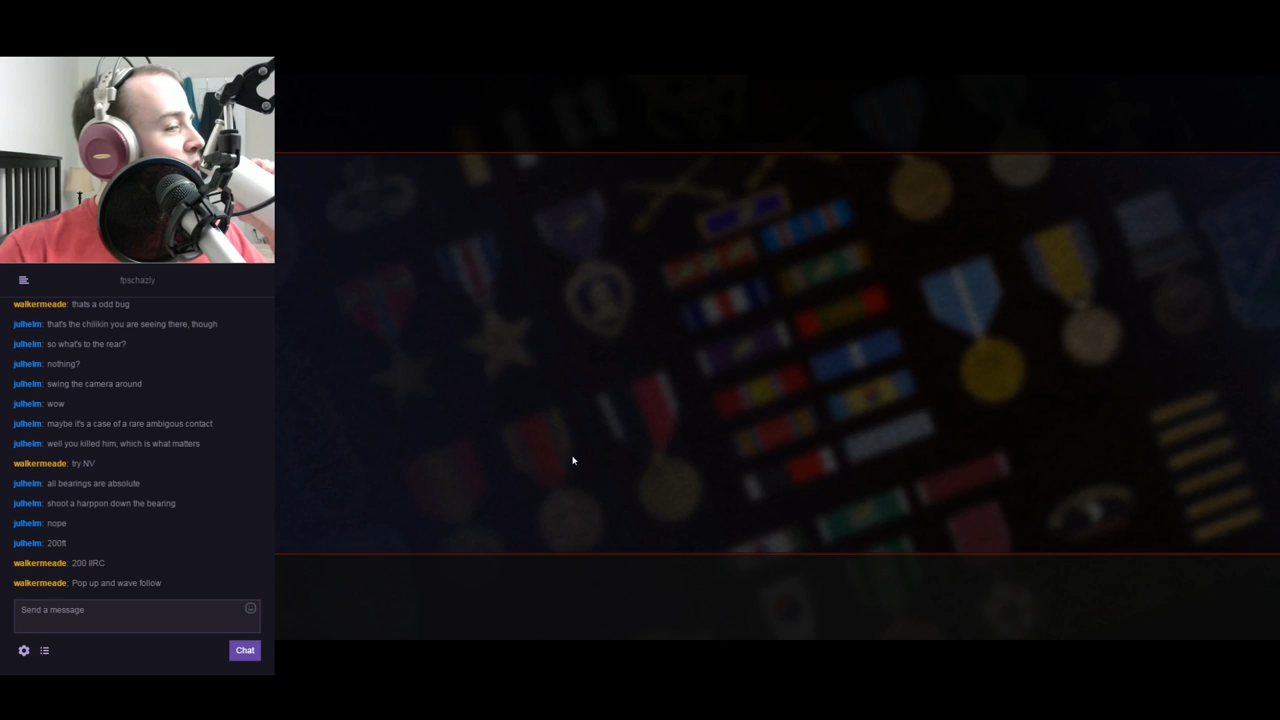 fpschazly
walkermeade: thats a odd bug
julhelm: that's the chilikin you are seeing there, though
julhelm: so what's to the rear?
julhelm: nothing?
julhelm: swing the camera around
julhelm: wow
julhelm: maybe it's a case of a rare ambigous contact
julhelm: well you killed him, which is what matters
walkermeade: try NV
julhelm: all bearings are absolute
julhelm: shoot a harppon down the bearing
julhelm: nope
julhelm: 200ft
walkermeade: 200 IIRC
walkermeade: Pop up and wave follow
Send a message
Chat